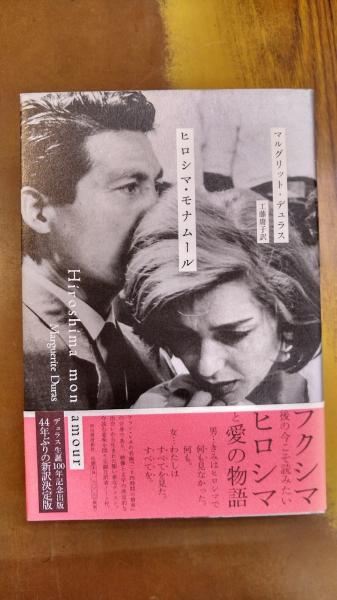 マルグリット・デュラス
工藤庸子 訳
ヒロシマ・モナムール
Hiroshima mon amour
Marguerite Duras
フクシマ
後の今こそ読みたい
ヒロシマ
と愛の物語
男：きみはヒロシマで
何も見なかった。
何も。
女：わたしは
すべてを見た。
すべてを。
デュラス生誕100年記念出版
44年ぶりの新訳決定版